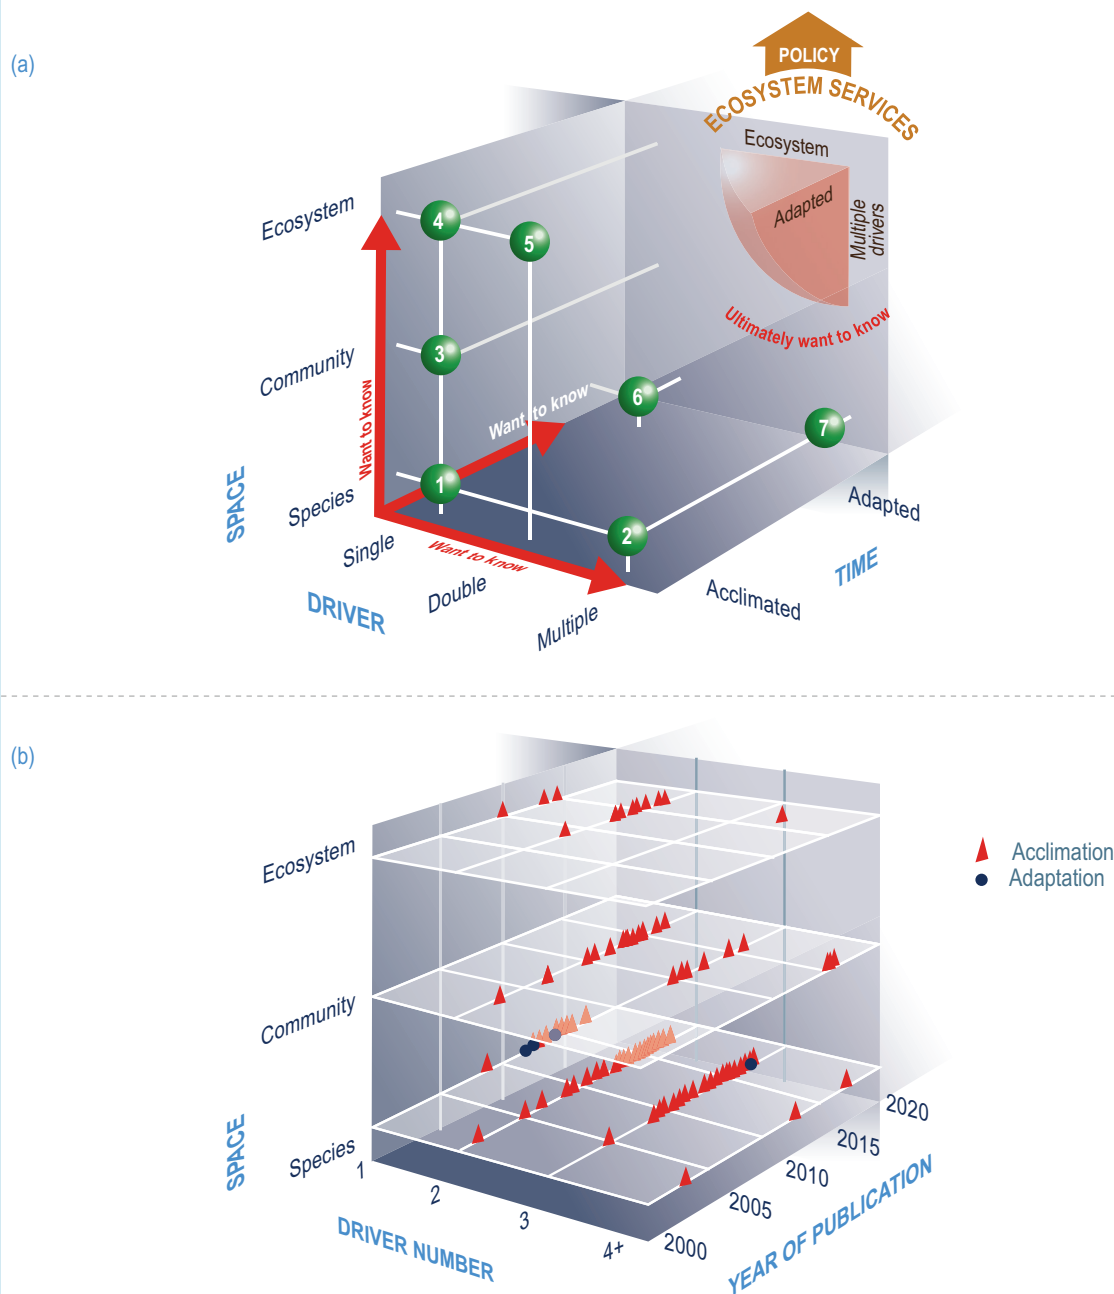 (a)
POLICY
ECOSYSTEM SERVICES
Ecosystem
Adapted
Multiple
drivers
Ultimately want to know
Ecosystem
4
5
Community
3
Want to know
Want to know
6
7
SPACE
Species
1
2
Adapted
Single
Want to know
TIME
DRIVER
Double
Acclimated
Multiple
(b)
Acclimation
Adaptation
Ecosystem
Community
SPACE
Species
1
2
3
4+
DRIVER NUMBER
2000
2005
2010
2015
2020
YEAR OF PUBLICATION